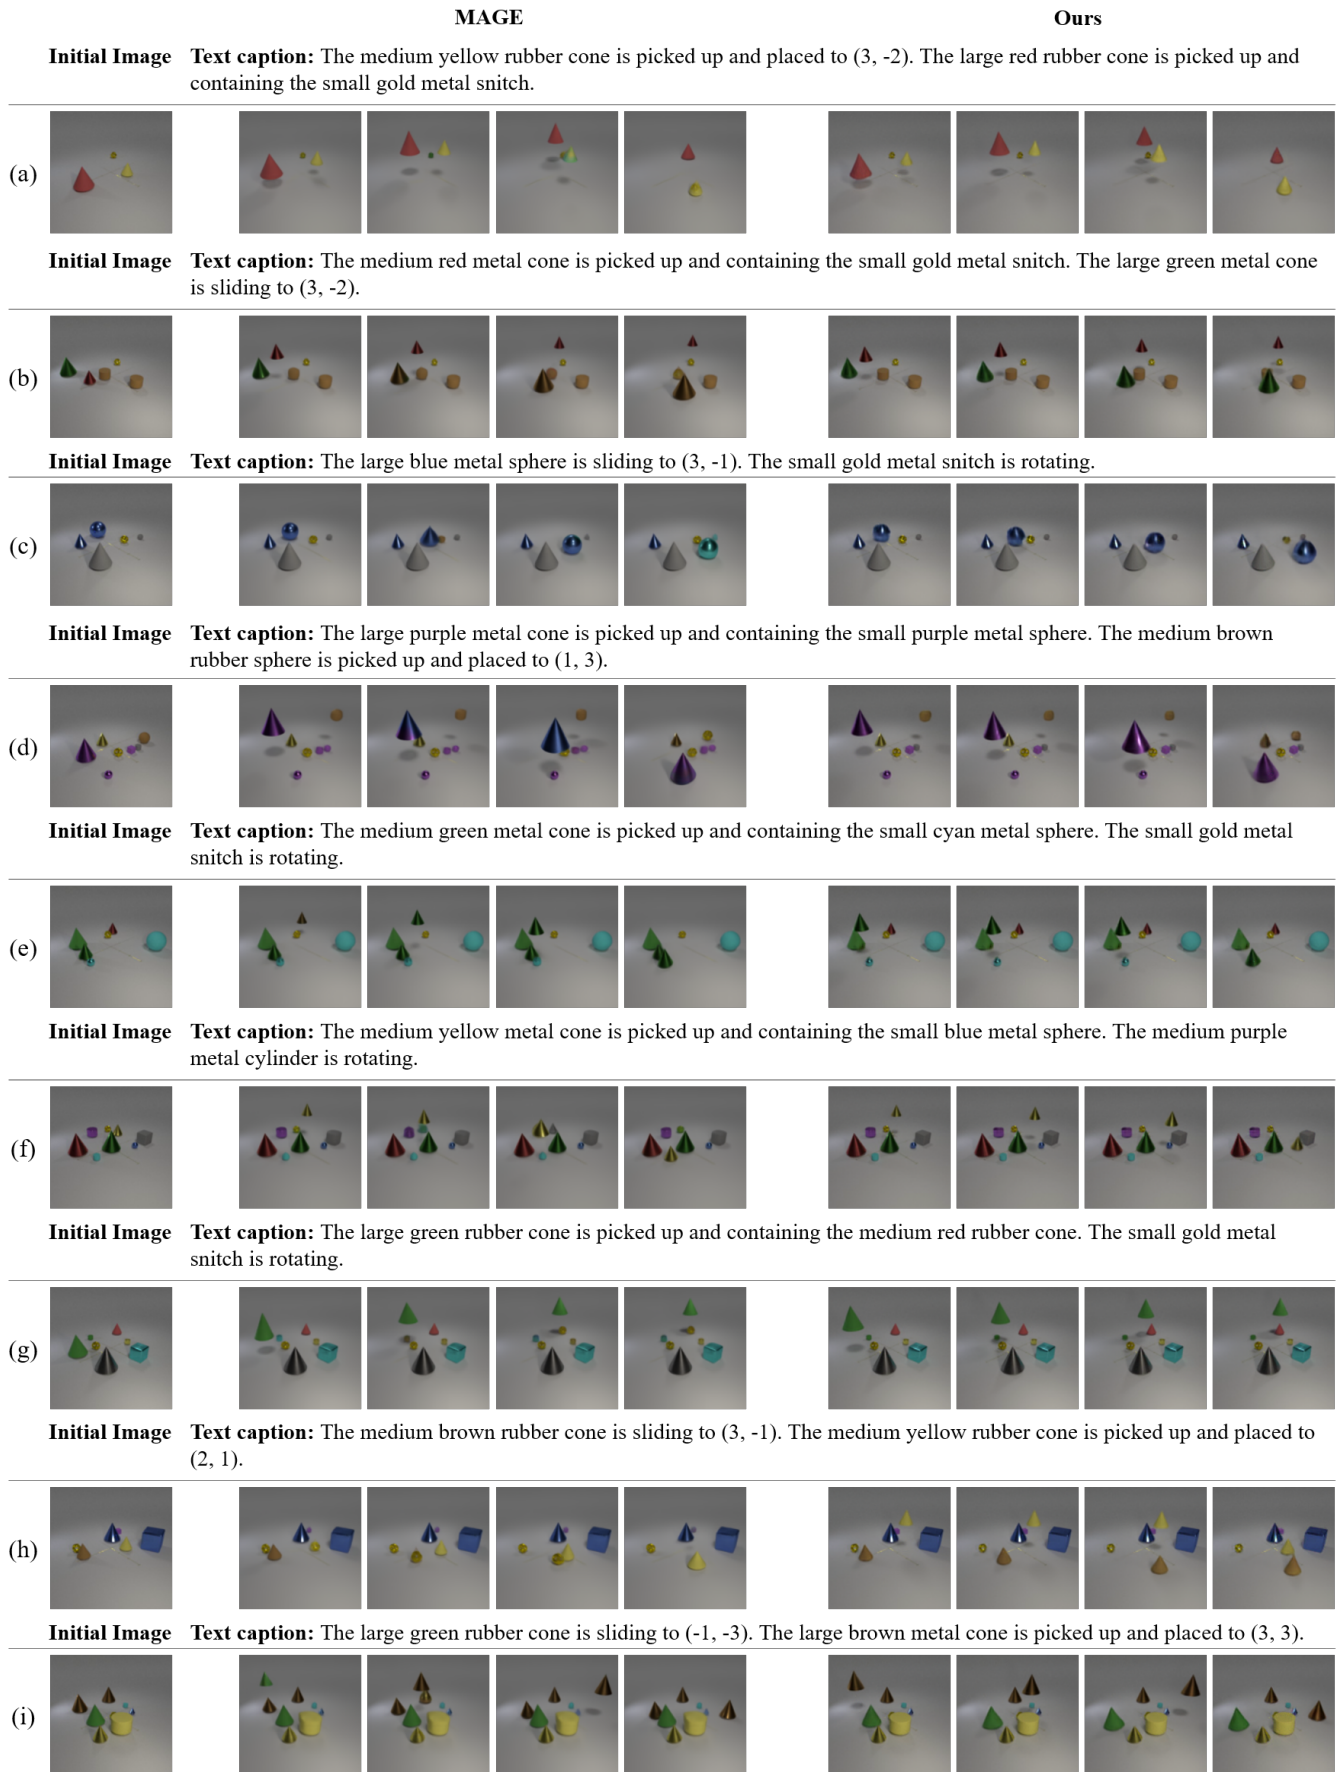 MAGE Ours
Initial Image Text caption: The medium yellow rubber cone is picked up and placed to (3, -2). The large red rubber cone is picked up and
containing the small gold metal snitch.
(a)
Initial Image Text caption: The medium red metal cone is picked up and containing the small gold metal snitch. The large green metal cone
is sliding to (3, -2).
(b)
Initial Image Text caption: The large blue metal sphere is sliding to (3, -1). The small gold metal snitch is rotating.
(c)
Initial Image Text caption: The large purple metal cone is picked up and containing the small purple metal sphere. The medium brown
rubber sphere is picked up and placed to (1, 3).
(d)
Initial Image Text caption: The medium green metal cone is picked up and containing the small cyan metal sphere. The small gold metal
snitch is rotating.
(e)
Initial Image Text caption: The medium yellow metal cone is picked up and containing the small blue metal sphere. The medium purple
metal cylinder is rotating.
(f)
Initial Image Text caption: The large green rubber cone is picked up and containing the medium red rubber cone. The small gold metal
snitch is rotating.
(g)
Initial Image Text caption: The medium brown rubber cone is sliding to (3, -1). The medium yellow rubber cone is picked up and placed to
(2, 1).
(h)
Initial Image Text caption: The large green rubber cone is sliding to (-1, -3). The large brown metal cone is picked up and placed to (3, 3).
(i)